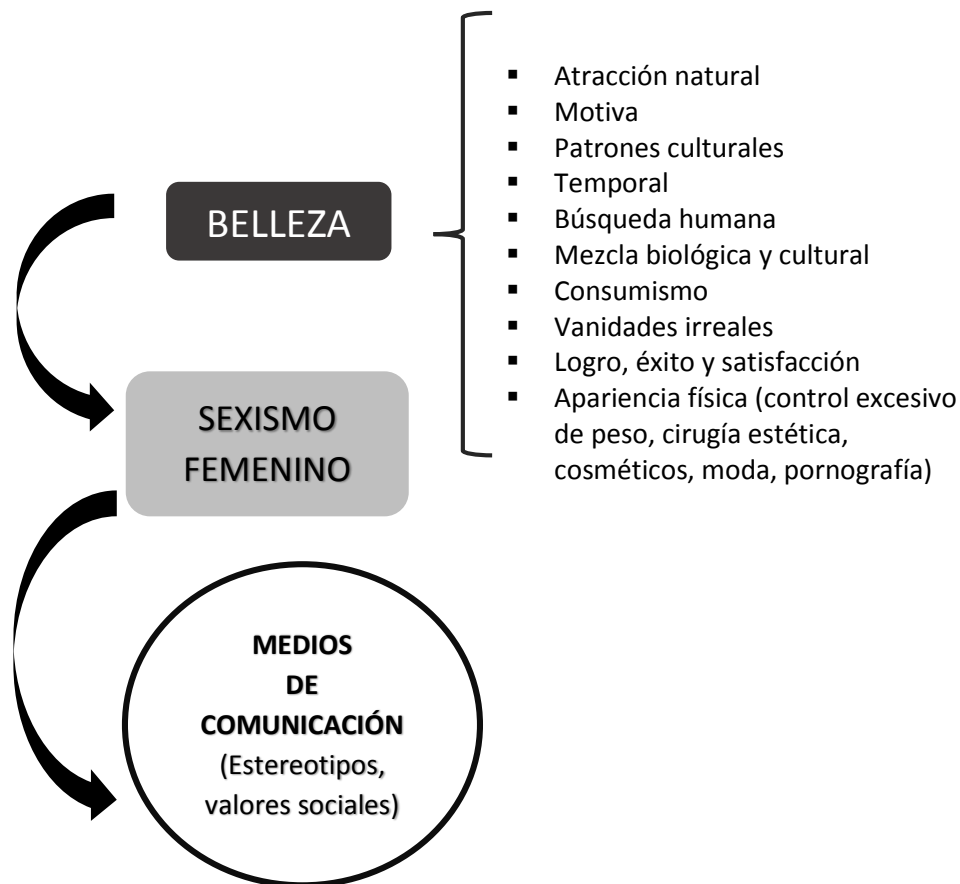 BELLEZA
▪ Atracción natural
▪ Motiva
▪ Patrones culturales
▪ Temporal
▪ Búsqueda humana
▪ Mezcla biológica y cultural
▪ Consumismo
▪ Vanidades irreales
▪ Logro, éxito y satisfacción
▪ Apariencia física (control excesivo
de peso, cirugía estética,
cosméticos, moda, pornografía)
SEXISMO
FEMENINO
MEDIOS
DE
COMUNICACIÓN
(Estereotipos,
valores sociales)